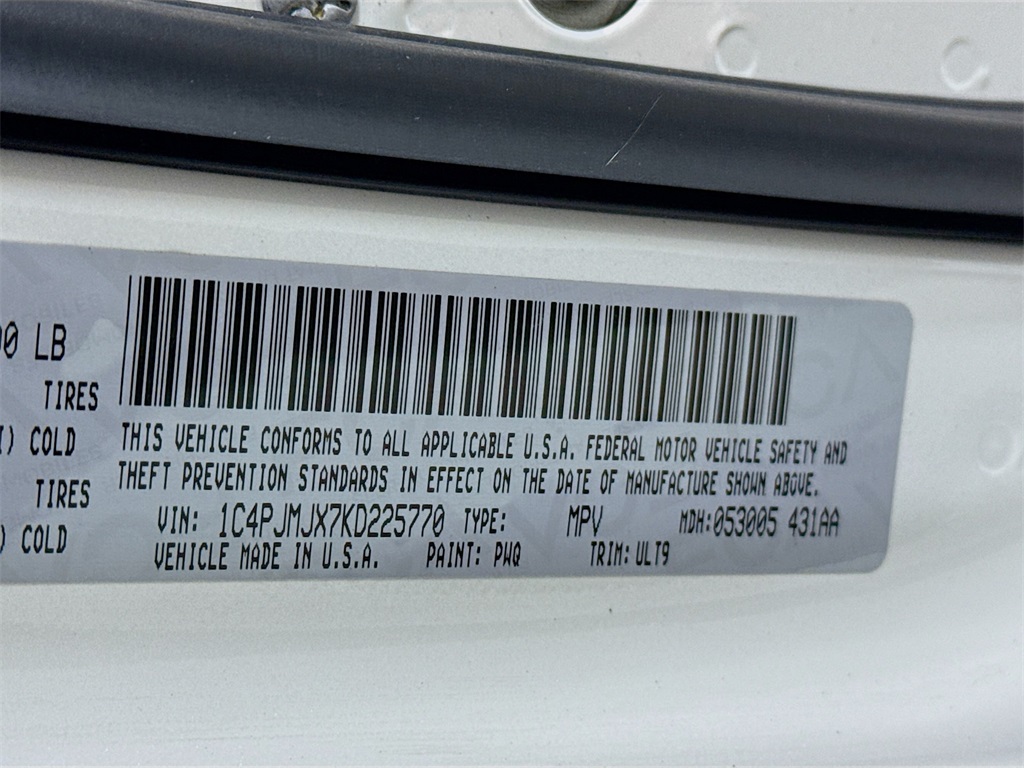 00 LB
TIRES
I) COLD
TIRES
) COLD
THIS VEHICLE CONFORMS TO ALL APPLICABLE U.S.A. FEDERAL MOTOR VEHICLE SAFETY AND
THEFT PREVENTION STANDARDS IN EFFECT ON THE DATE OF MANUFACTURE SHOWN ABOVE.
VIN: 1C4PJMJX7KD225770 TYPE: MPV MDH:053005 431AA
VEHICLE MADE IN U.S.A. PAINT: PWQ TRIM: ULT9